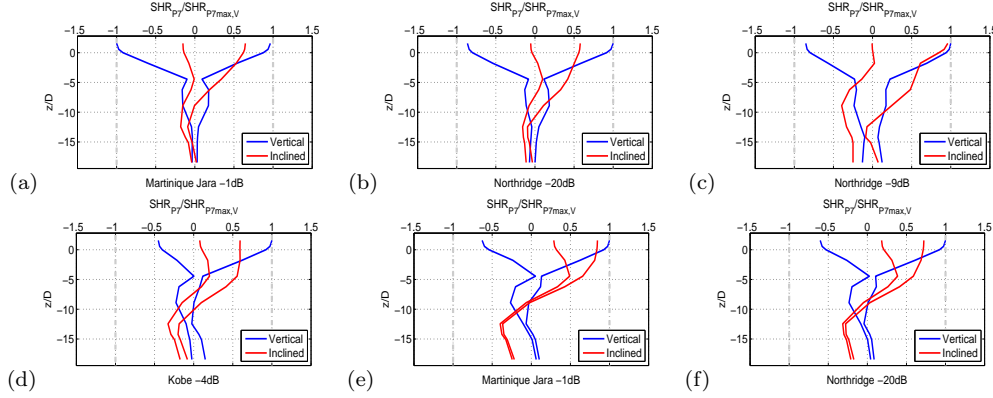 SHR_P7/SHR_P7max,V
SHR_P7/SHR_P7max,V
SHR_P7/SHR_P7max,V
−1.5 −1 −0.5 0 0.5 1 1.5
−1.5 −1 −0.5 0 0.5 1 1.5
−1.5 −1 −0.5 0 0.5 1 1.5
0
−5
−10
−15
z/D
Vertical
Inclined
0
−5
−10
−15
z/D
Vertical
Inclined
0
−5
−10
−15
z/D
Vertical
Inclined
(a) Martinique Jara −1dB
(b) Northridge −20dB
(c) Northridge −9dB
SHR_P7/SHR_P7max,V
SHR_P7/SHR_P7max,V
SHR_P7/SHR_P7max,V
−1.5 −1 −0.5 0 0.5 1 1.5
−1.5 −1 −0.5 0 0.5 1 1.5
−1.5 −1 −0.5 0 0.5 1 1.5
0
−5
−10
−15
z/D
Vertical
Inclined
0
−5
−10
−15
z/D
Vertical
Inclined
0
−5
−10
−15
z/D
Vertical
Inclined
(d) Kobe −4dB
(e) Martinique Jara −1dB
(f) Northridge −20dB